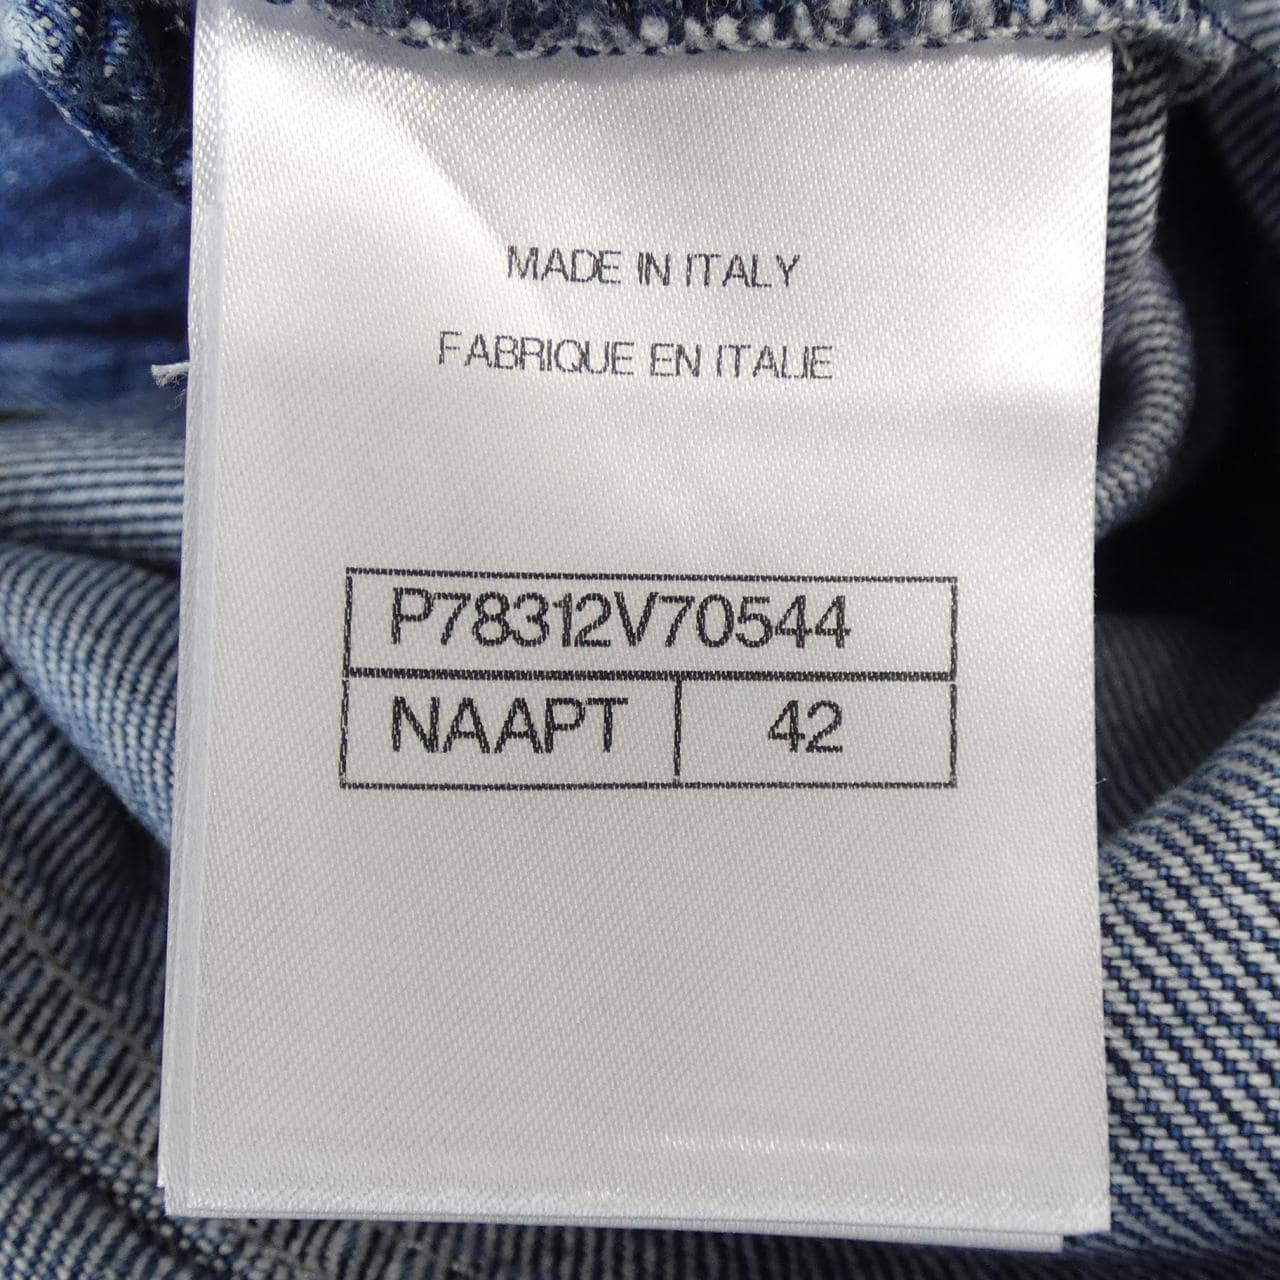 MADE IN ITALY
FABRIQUE EN ITALIE
P78312V70544
NAAPT 42